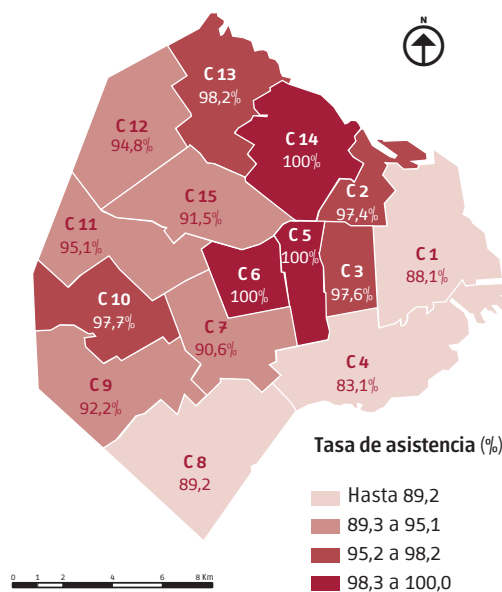 N
C 13
98,2%
C 12
94,8%
C 14
100%
C 2
97,4%
C 15
91,5%
C 11
95,1%
C 5
100%
C 1
88,1%
C 6
100%
C 3
97,6%
C 10
97,7%
C 7
90,6%
C 4
83,1%
C 9
92,2%
C 8
89,2
Tasa de asistencia (%)
Hasta 89,2
89,3 a 95,1
95,2 a 98,2
98,3 a 100,0
0 1 2 4 6 8 Km